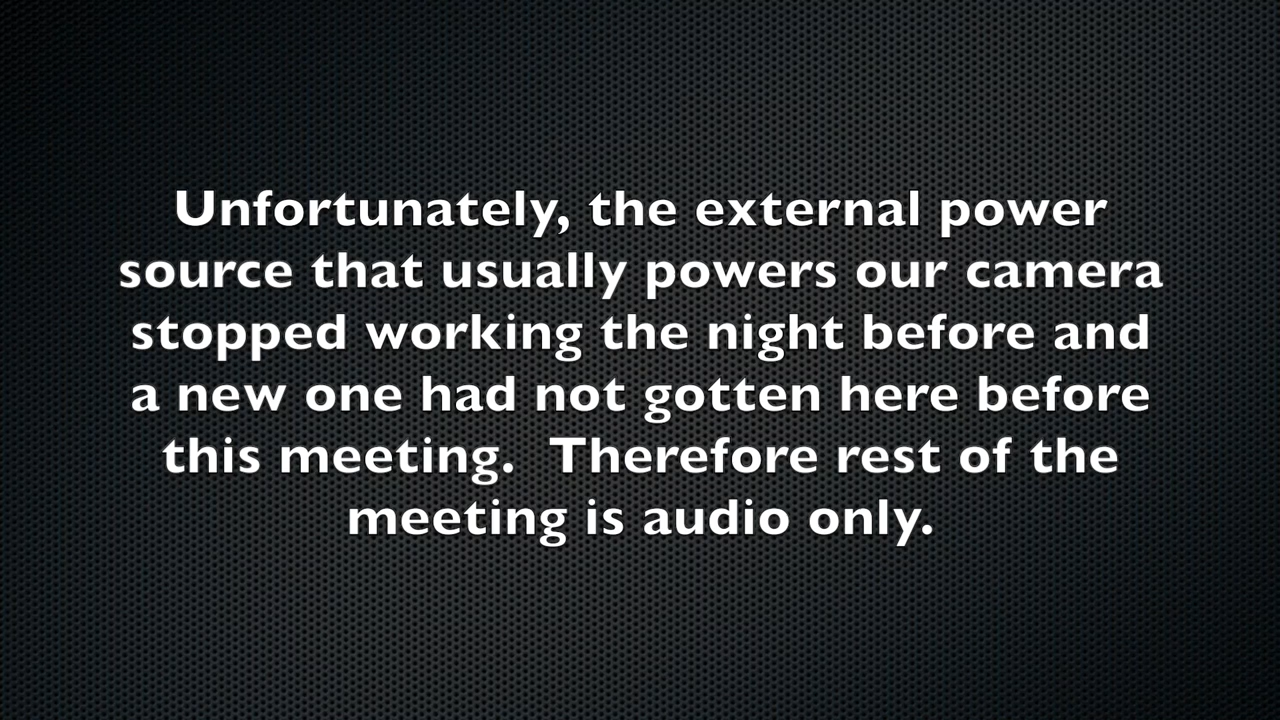 Unfortunately, the external power
source that usually powers our camera
stopped working the night before and
a new one had not gotten here before
this meeting.  Therefore rest of the
meeting is audio only.